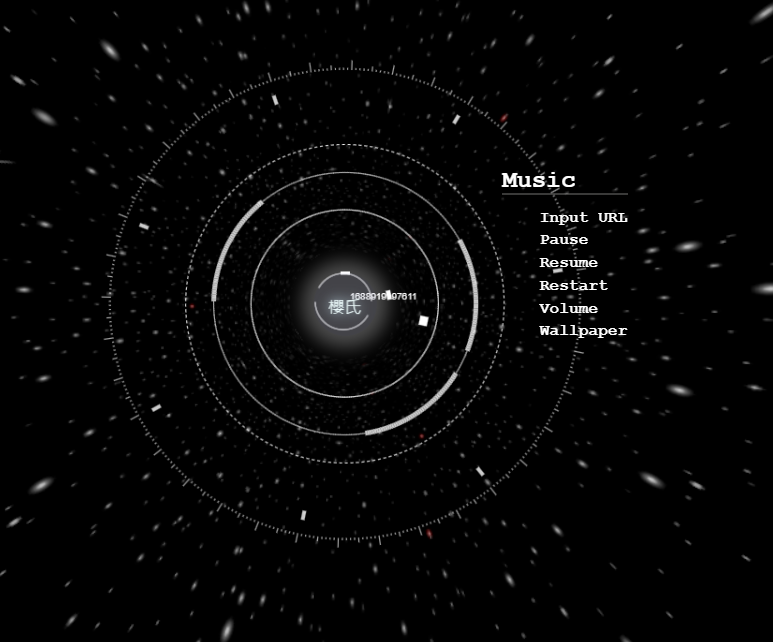 Music
Input URL
Pause
Resume
Restart
Volume
Wallpaper
櫻氏